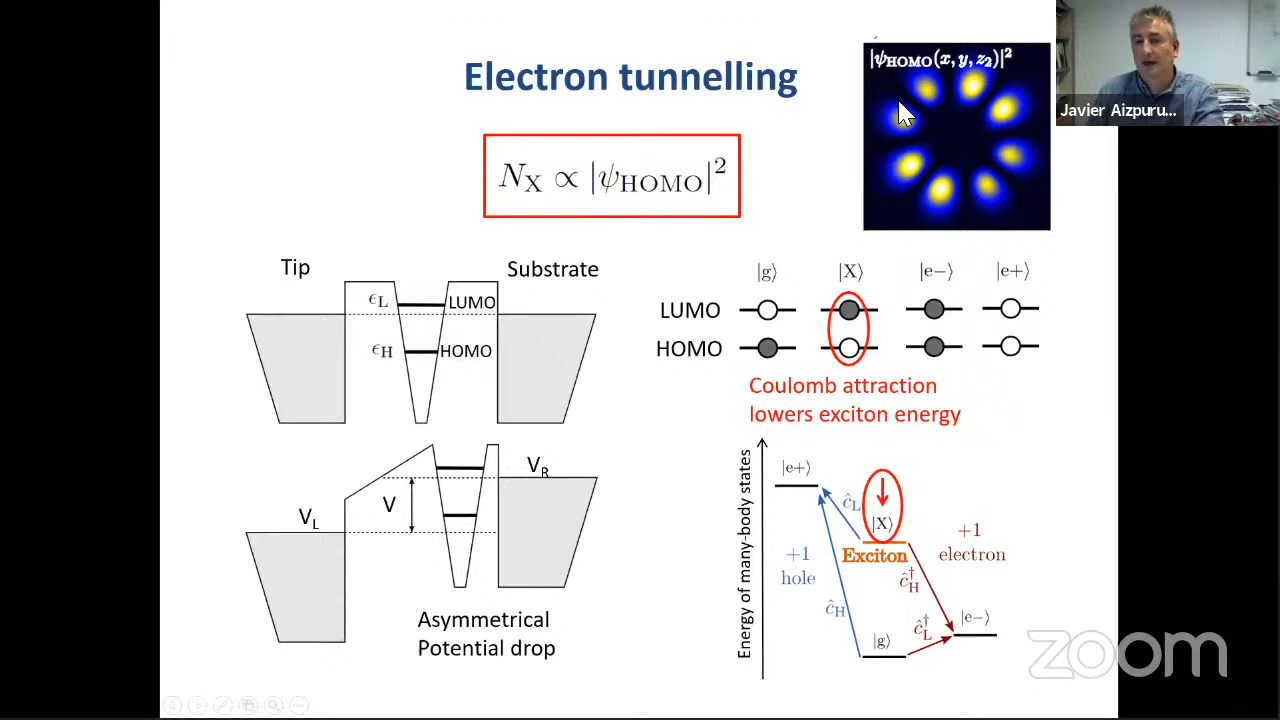 Electron tunnelling
|ψHOMO(x, y, z₂)|²
Javier Aizpuru...
N_X ∝ |ψ_HOMO|²
Tip
Substrate
ϵ_L
LUMO
ϵ_H
HOMO
V_L
V
V_R
Asymmetrical
Potential drop
|g⟩ |X⟩ |e−⟩ |e+⟩
LUMO
HOMO
Coulomb attraction
lowers exciton energy
Energy of many-body states
|e+⟩
ĉ_L
|X⟩
Exciton
+1
electron
+1
hole
ĉ†_H
ĉ_H
ĉ†_L
|e−⟩
|g⟩
zoom